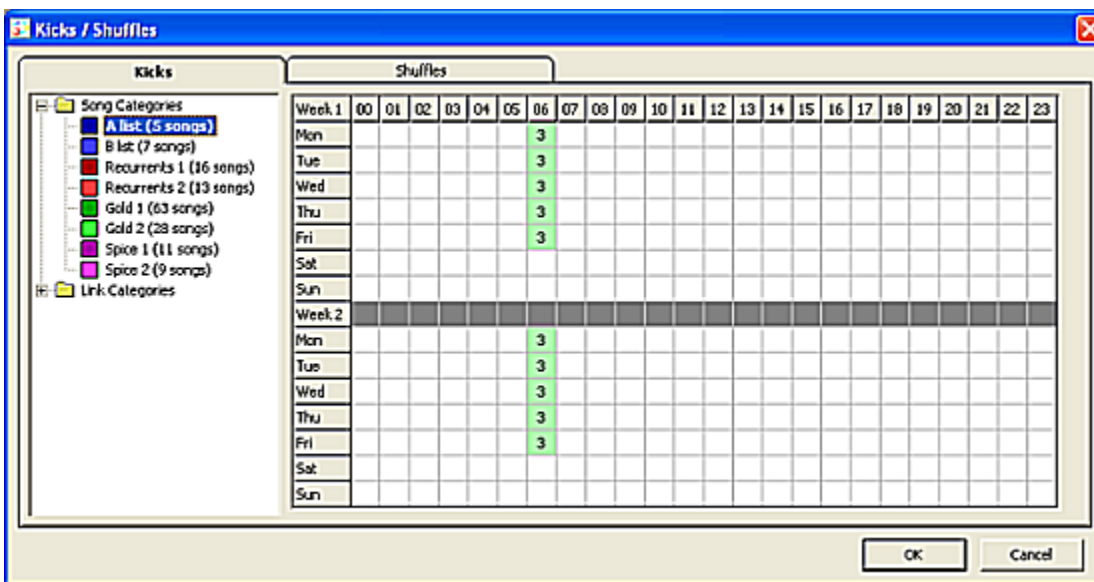 Kicks / Shuffles
Kicks Shuffles
Song Categories
A list (5 songs)
B list (7 songs)
Recurrents 1 (16 songs)
Recurrents 2 (13 songs)
Gold 1 (63 songs)
Gold 2 (28 songs)
Spice 1 (11 songs)
Spice 2 (9 songs)
Link Categories
Week 1 00 01 02 03 04 05 06 07 08 09 10 11 12 13 14 15 16 17 18 19 20 21 22 23
Mon 3
Tue 3
Wed 3
Thu 3
Fri 3
Sat
Sun
Week 2
Mon 3
Tue 3
Wed 3
Thu 3
Fri 3
Sat
Sun
OK Cancel